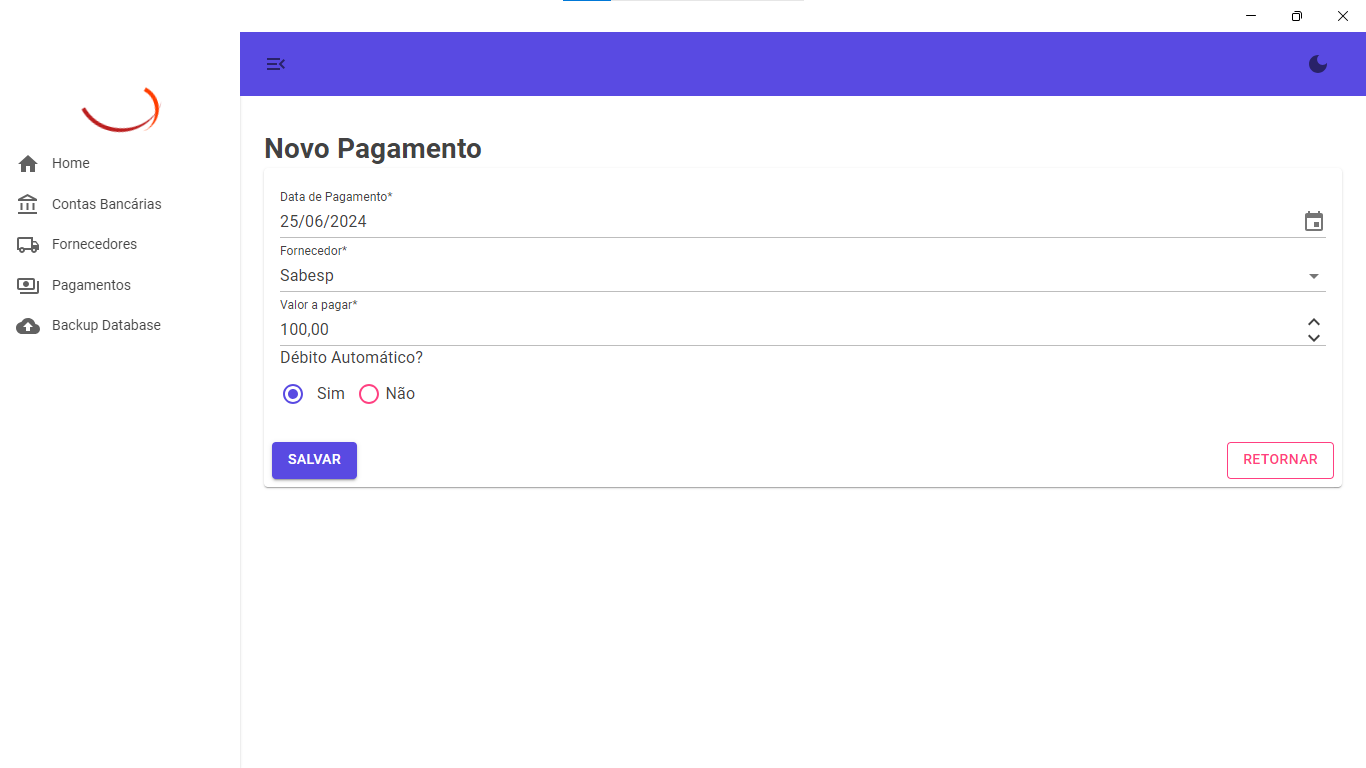 Home
Contas Bancárias
Fornecedores
Pagamentos
Backup Database
Novo Pagamento
Data de Pagamento*
25/06/2024
Fornecedor*
Sabesp
Valor a pagar*
100,00
Débito Automático?
Sim Não
SALVAR RETORNAR